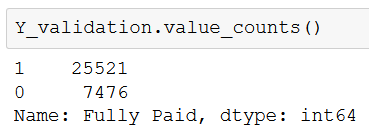 Y_validation.value_counts()
1    25521
0     7476
Name: Fully Paid, dtype: int64